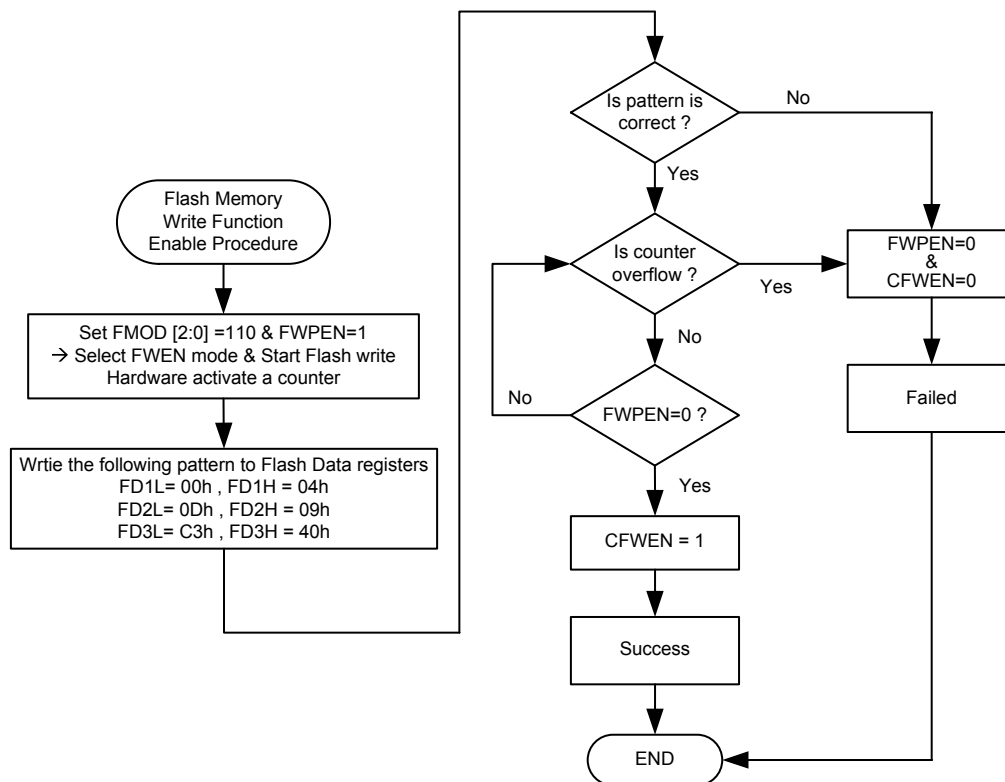 Flash Memory
Write Function
Enable Procedure
Set FMOD [2:0] =110 & FWPEN=1
→ Select FWEN mode & Start Flash write
Hardware activate a counter
Wrtie the following pattern to Flash Data registers
FD1L= 00h , FD1H = 04h
FD2L= 0Dh , FD2H = 09h
FD3L= C3h , FD3H = 40h
Is pattern is
correct ?
No
Yes
Is counter
overflow ?
Yes
No
FWPEN=0 ?
No
Yes
CFWEN = 1
Success
END
FWPEN=0
&
CFWEN=0
Failed